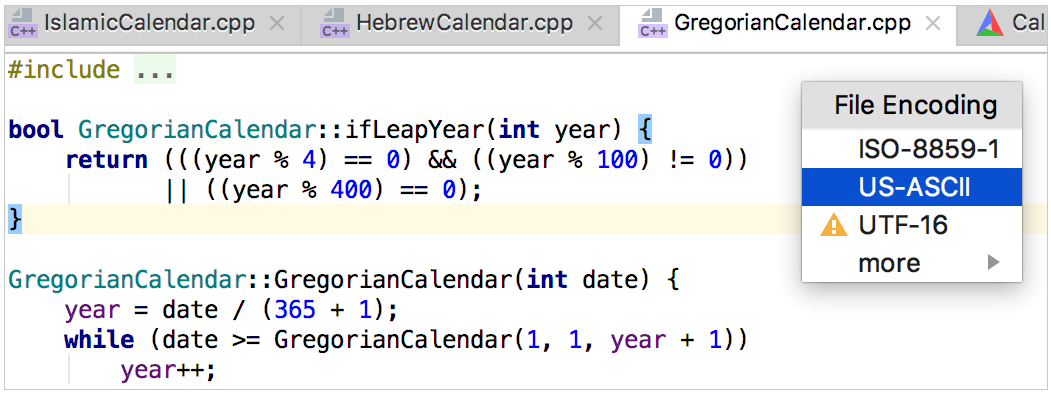 IslamicCalendar.cpp HebrewCalendar.cpp GregorianCalendar.cpp Cal
C++ C++ C++
#include ...
bool GregorianCalendar::ifLeapYear(int year) {
    return (((year % 4) == 0) && ((year % 100) != 0))
            || ((year % 400) == 0);
}
GregorianCalendar::GregorianCalendar(int date) {
    year = date / (365 + 1);
    while (date >= GregorianCalendar(1, 1, year + 1))
        year++;
File Encoding
ISO-8859-1
US-ASCII
UTF-16
more